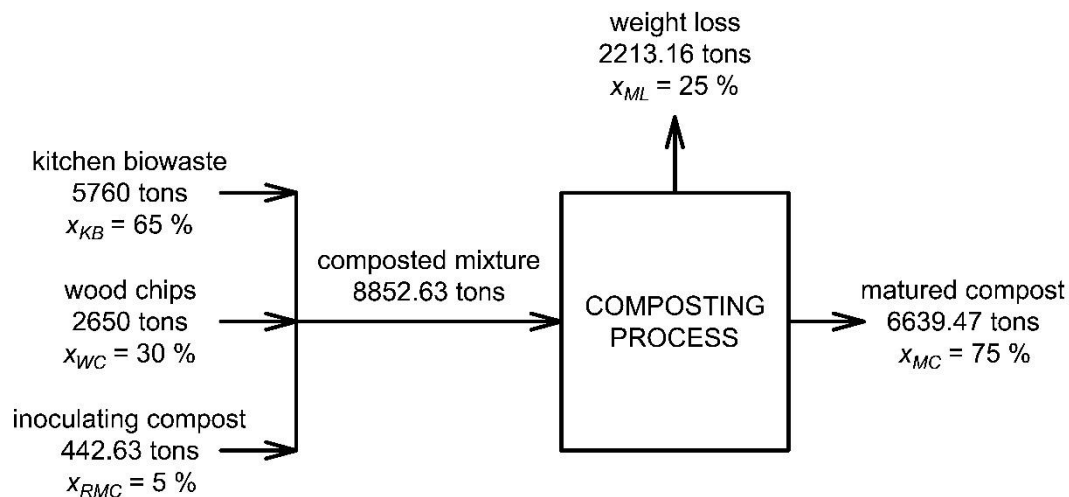 weight loss
2213.16 tons
x_ML = 25 %
kitchen biowaste
5760 tons
x_KB = 65 %
wood chips
2650 tons
x_WC = 30 %
inoculating compost
442.63 tons
x_RMC = 5 %
composted mixture
8852.63 tons
COMPOSTING
PROCESS
matured compost
6639.47 tons
x_MC = 75 %